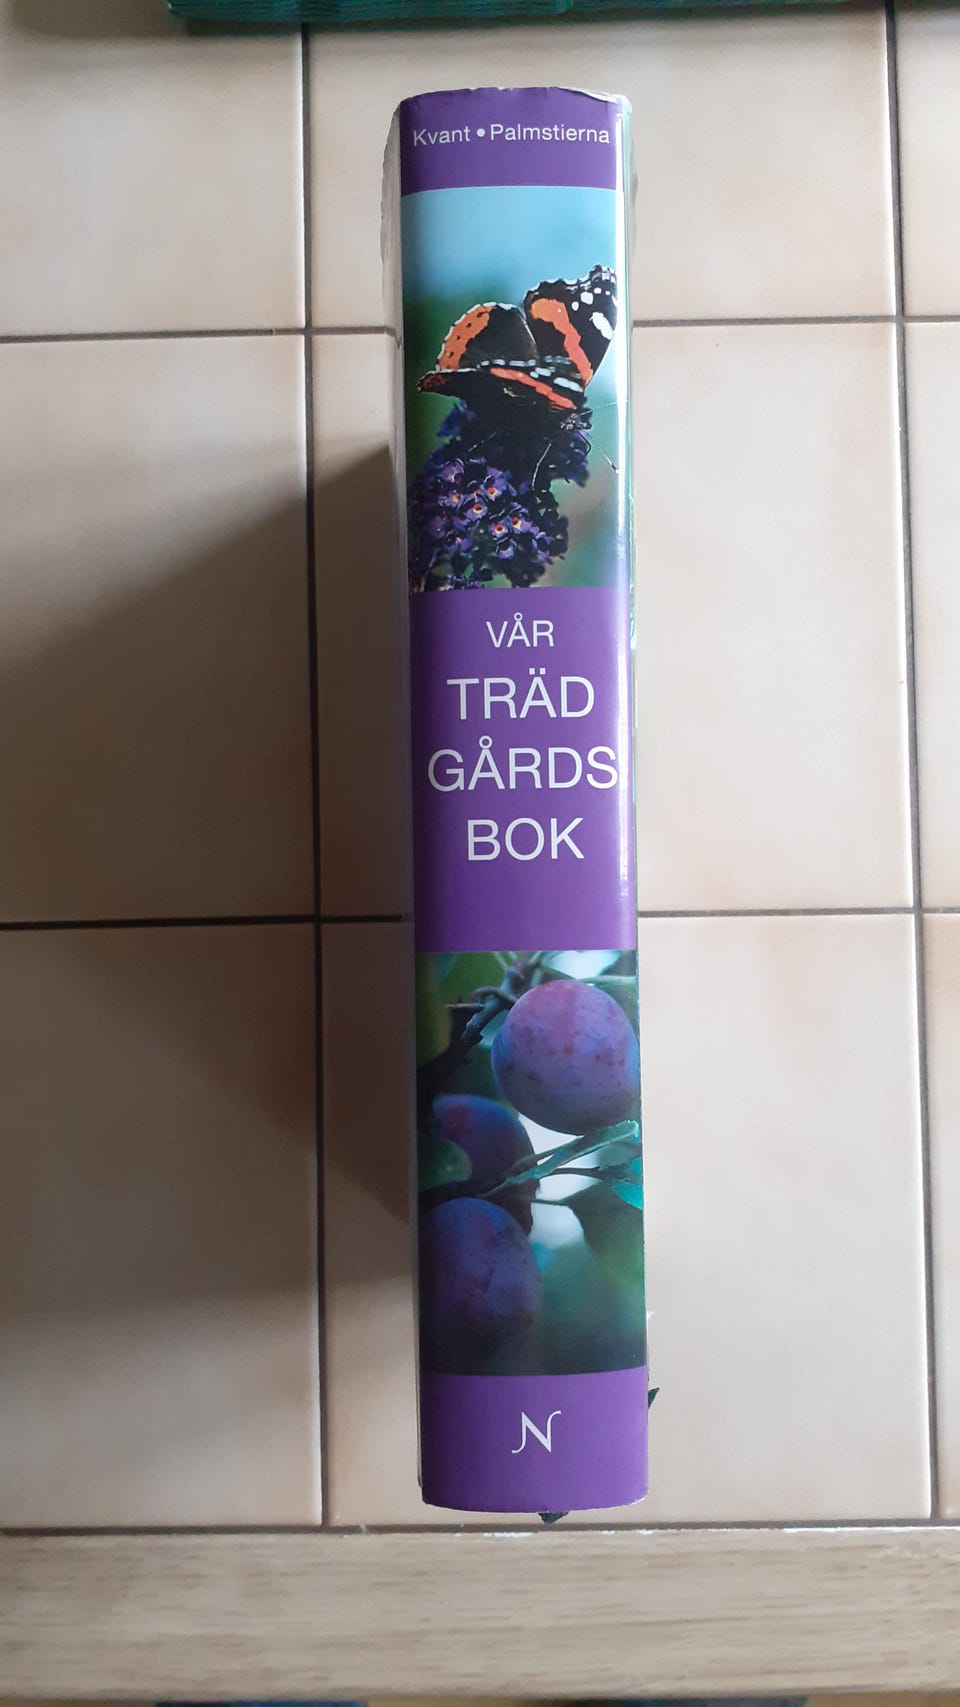 Kvant • Palmstierna
VÅR
TRÄD
GÅRDS
BOK
N